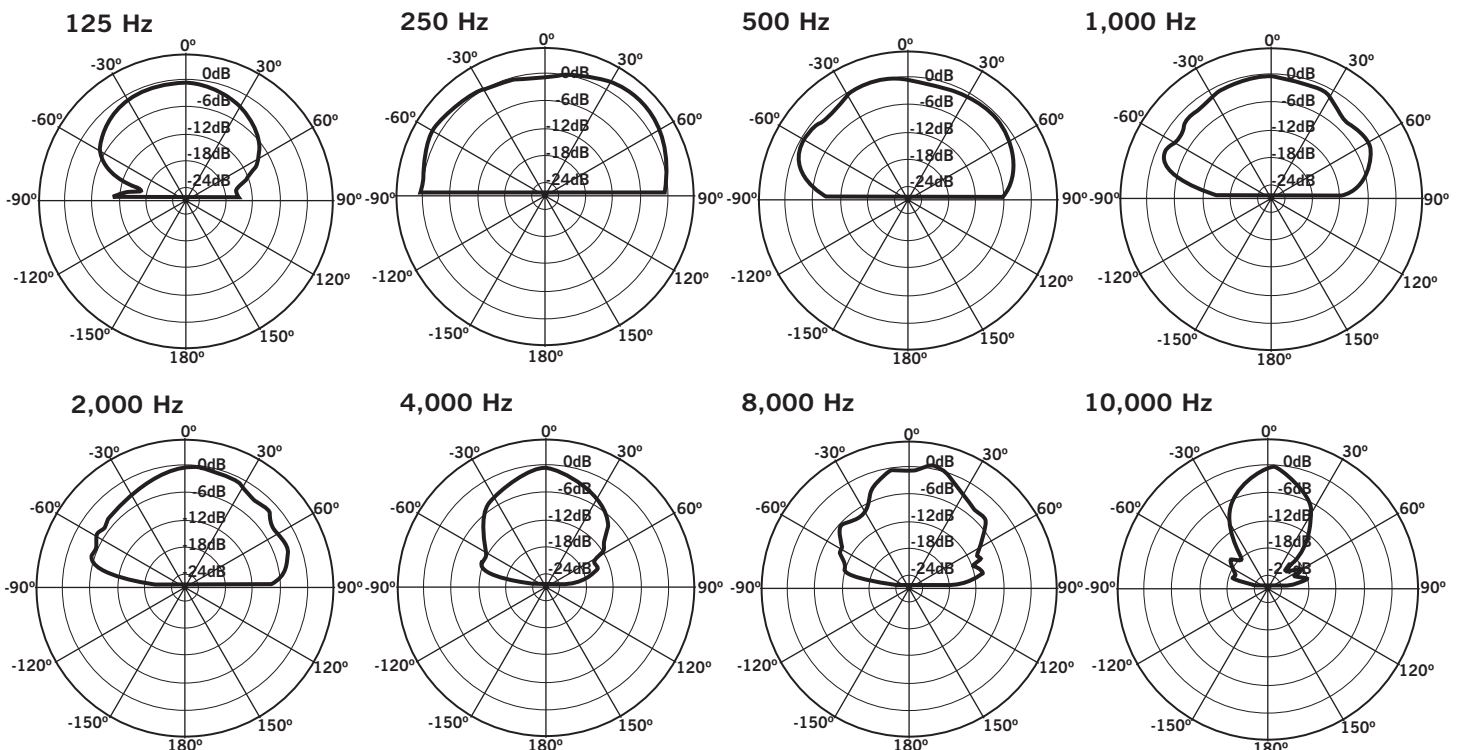 125 Hz
0º
-30º
30º
0dB
-6dB
-60º
60º
-12dB
-18dB
-24dB
-90º
90º
-120º
120º
-150º
150º
180º
250 Hz
0º
-30º
30º
0dB
-6dB
-60º
60º
-12dB
-18dB
-24dB
-90º
90º
-120º
120º
-150º
150º
180º
500 Hz
0º
-30º
30º
0dB
-6dB
-60º
60º
-12dB
-18dB
-24dB
-90º
90º
-120º
120º
-150º
150º
180º
1,000 Hz
0º
-30º
30º
0dB
-6dB
-60º
60º
-12dB
-18dB
-24dB
-90º
90º
-120º
120º
-150º
150º
180º
2,000 Hz
0º
-30º
30º
0dB
-6dB
-60º
60º
-12dB
-18dB
-24dB
-90º
90º
-120º
120º
-150º
150º
180º
4,000 Hz
0º
-30º
30º
0dB
-6dB
-60º
60º
-12dB
-18dB
-24dB
-90º
90º
-120º
120º
-150º
150º
180º
8,000 Hz
0º
-30º
30º
0dB
-6dB
-60º
60º
-12dB
-18dB
-24dB
-90º
90º
-120º
120º
-150º
150º
180º
10,000 Hz
0º
-30º
30º
0dB
-6dB
-60º
60º
-12dB
-18dB
-24dB
-90º
90º
-120º
120º
-150º
150º
180º